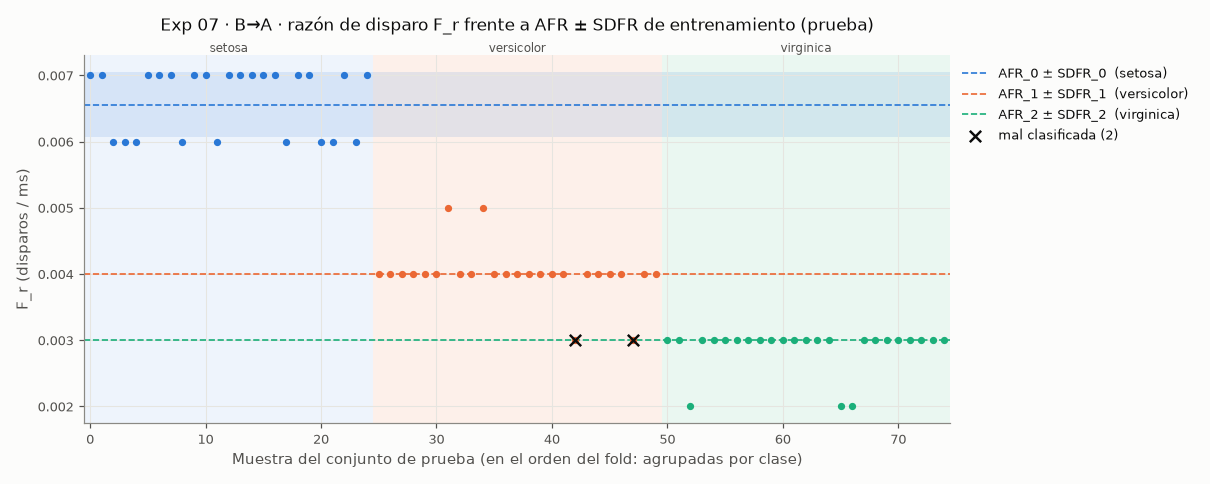 Exp 07 · B→A · razón de disparo F_r frente a AFR ± SDFR de entrenamiento (prueba)
setosa
versicolor
virginica
0.007
0.006
0.005
0.004
0.003
0.002
F_r (disparos / ms)
0
10
20
30
40
50
60
70
Muestra del conjunto de prueba (en el orden del fold: agrupadas por clase)
AFR_0 ± SDFR_0 (setosa)
AFR_1 ± SDFR_1 (versicolor)
AFR_2 ± SDFR_2 (virginica)
mal clasificada (2)